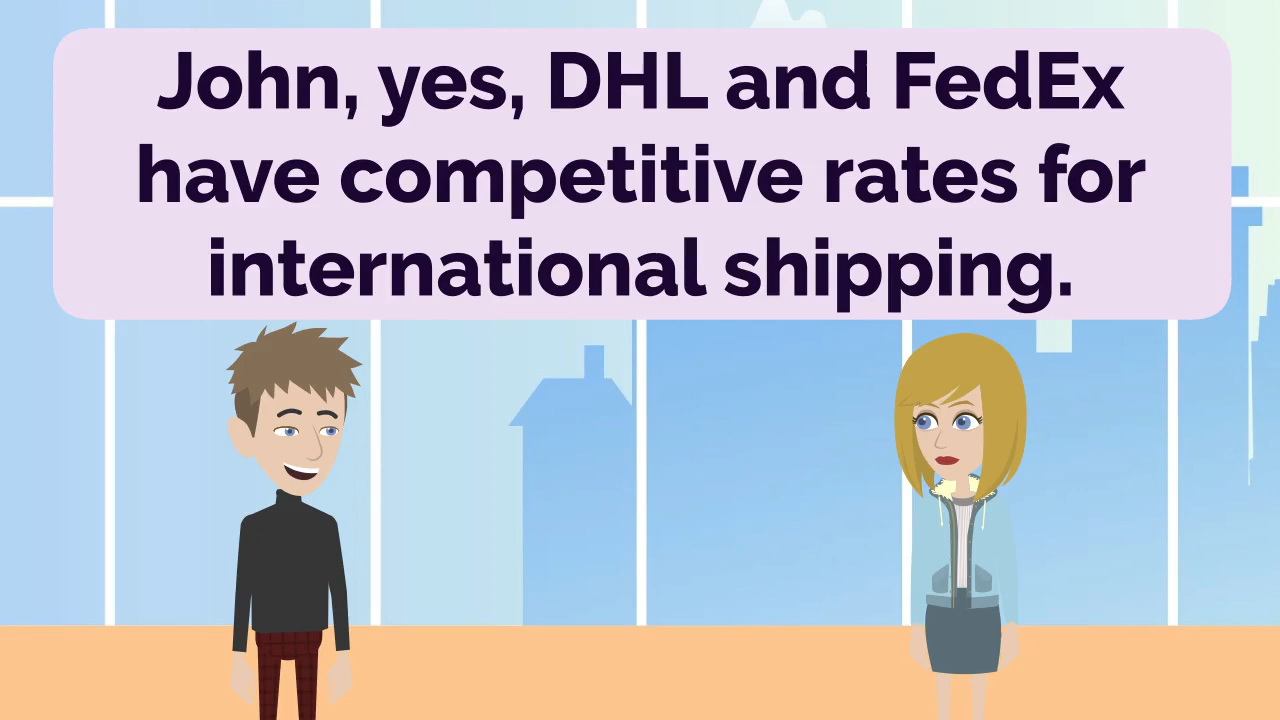 John, yes, DHL and FedEx
have competitive rates for
international shipping.